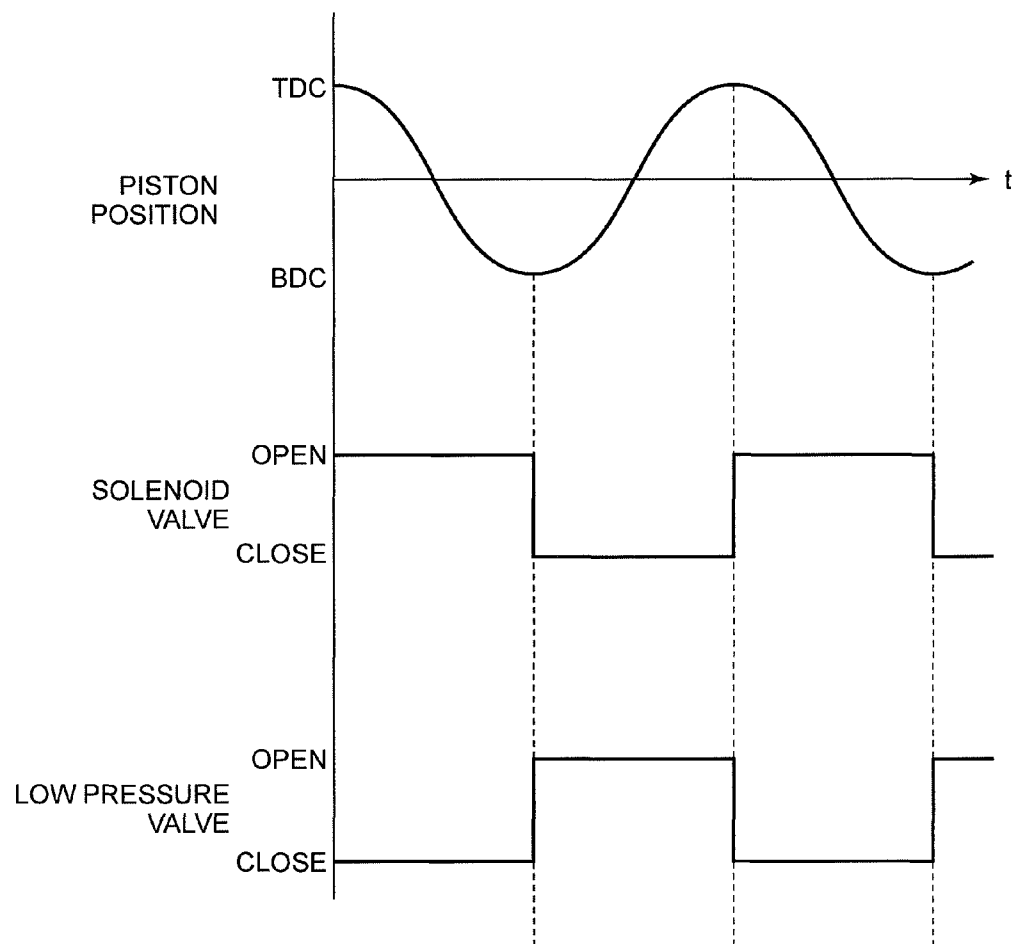 TDC
PISTON
POSITION
t
BDC
OPEN
SOLENOID
VALVE
CLOSE
OPEN
LOW PRESSURE
VALVE
CLOSE